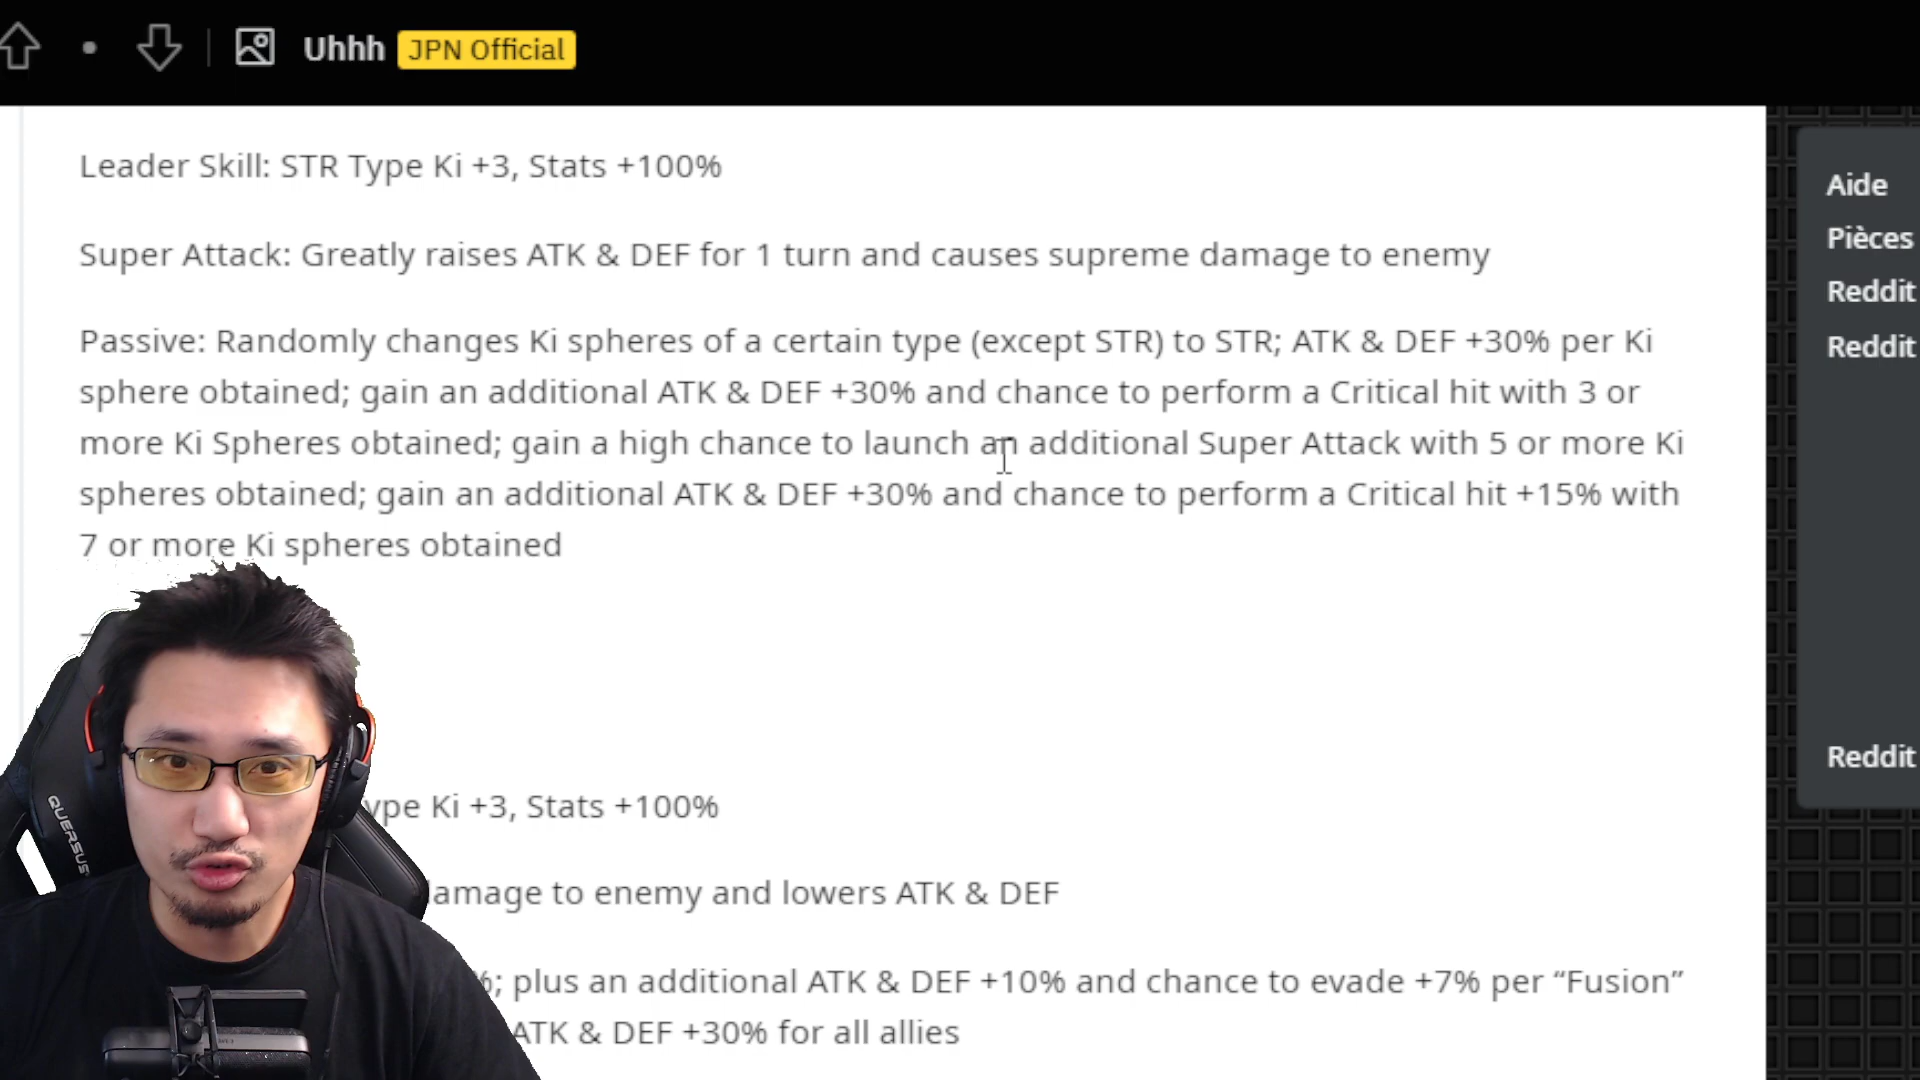 Uhhh JPN Official
Leader Skill: STR Type Ki +3, Stats +100%
Super Attack: Greatly raises ATK & DEF for 1 turn and causes supreme damage to enemy
Passive: Randomly changes Ki spheres of a certain type (except STR) to STR; ATK & DEF +30% per Ki
sphere obtained; gain an additional ATK & DEF +30% and chance to perform a Critical hit with 3 or
more Ki Spheres obtained; gain a high chance to launch an additional Super Attack with 5 or more Ki
spheres obtained; gain an additional ATK & DEF +30% and chance to perform a Critical hit +15% with
7 or more Ki spheres obtained
ype Ki +3, Stats +100%
damage to enemy and lowers ATK & DEF
%; plus an additional ATK & DEF +10% and chance to evade +7% per “Fusion”
ATK & DEF +30% for all allies
Aide
Pièces
Reddit
Reddit
Reddit
QUERSUS